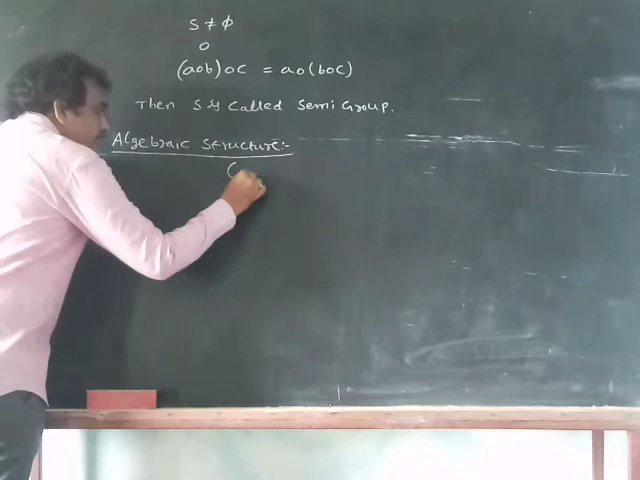 S ≠ φ
o
(aob)oc = ao(boc)
Then S is called Semi Group.
Algebraic Structure:-
(